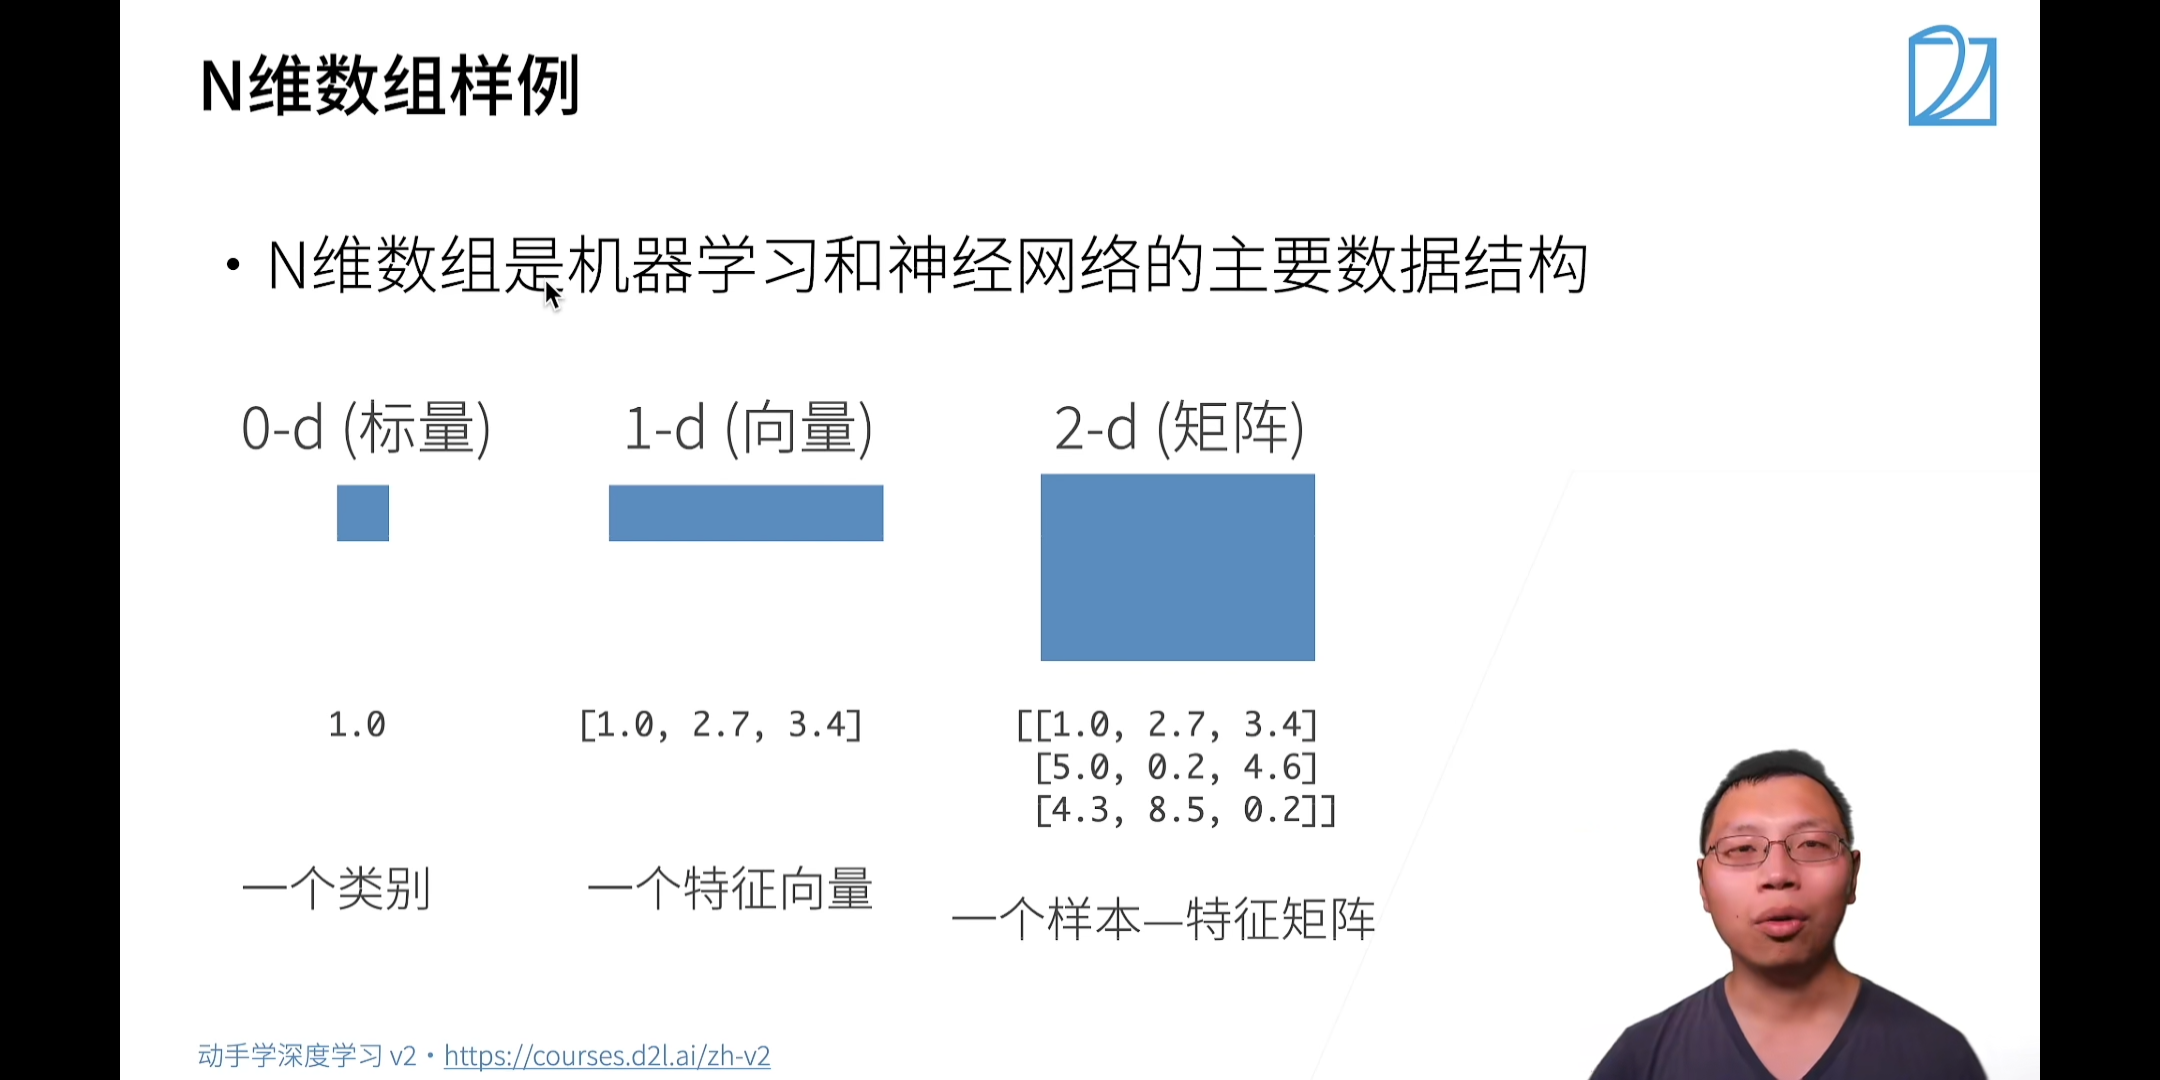 N维数组样例
• N维数组是机器学习和神经网络的主要数据结构
0-d (标量)
1-d (向量)
2-d (矩阵)
1.0
[1.0, 2.7, 3.4]
[[1.0, 2.7, 3.4]
[5.0, 0.2, 4.6]
[4.3, 8.5, 0.2]]
一个类别
一个特征向量
一个样本—特征矩阵
动手学深度学习 v2 • https://courses.d2l.ai/zh-v2